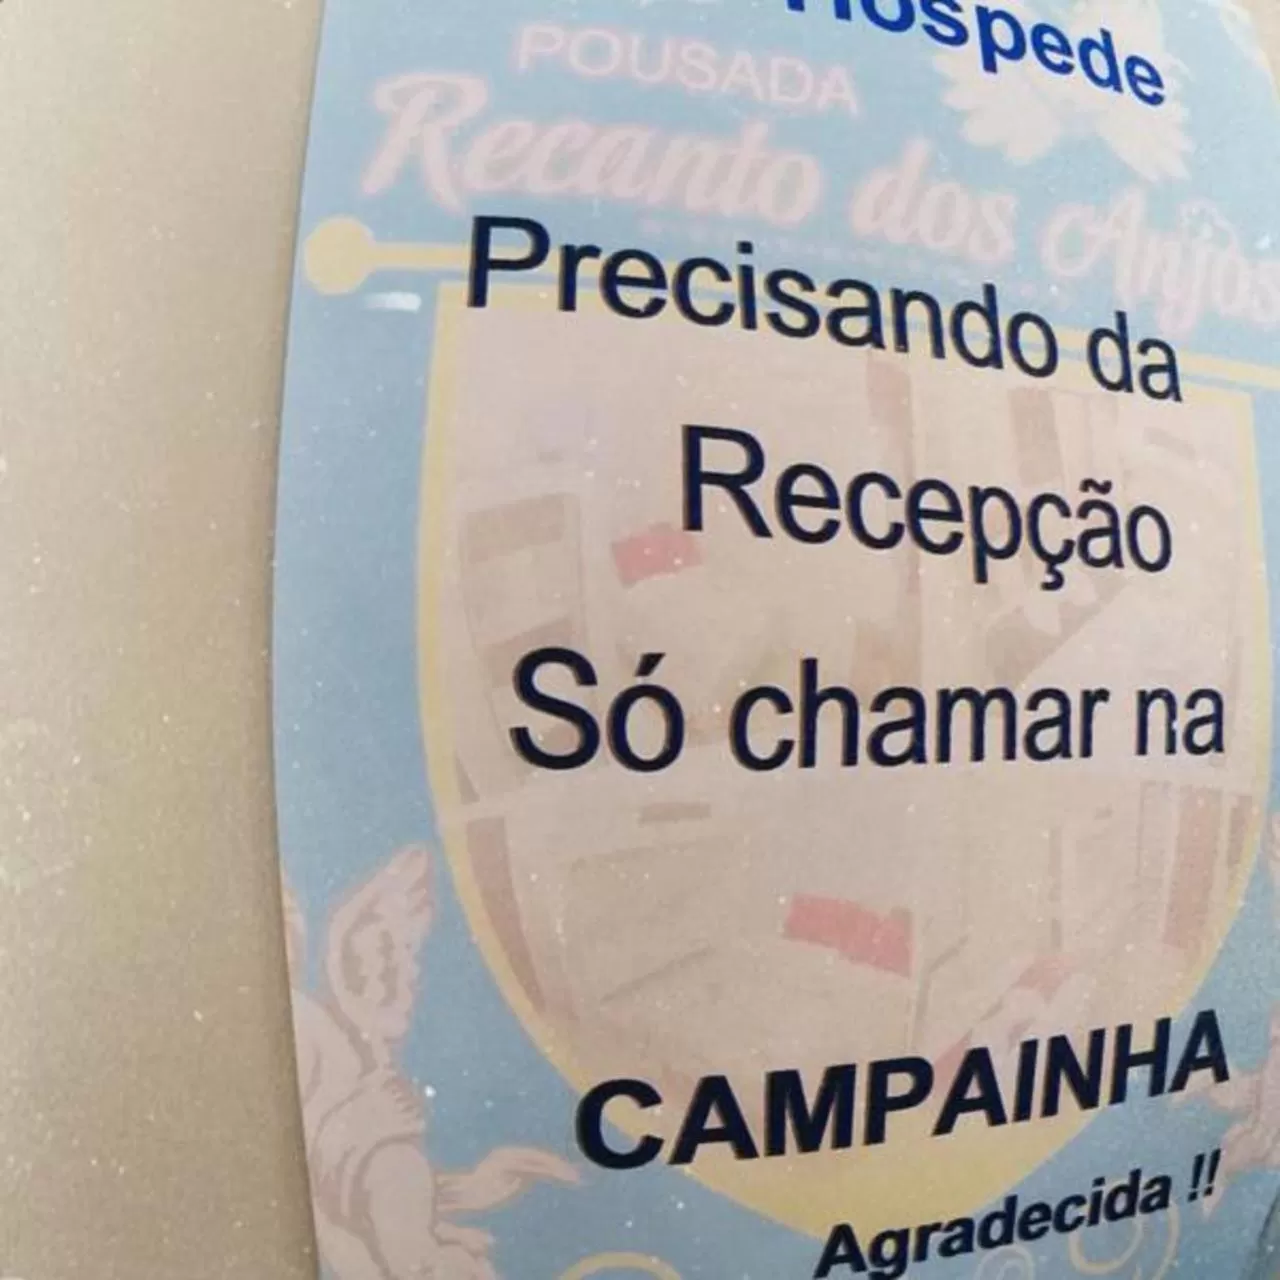 Hóspede
POUSADA
Recanto dos Anjos
Precisando da
Recepção
Só chamar na
CAMPAINHA
Agradecida !!